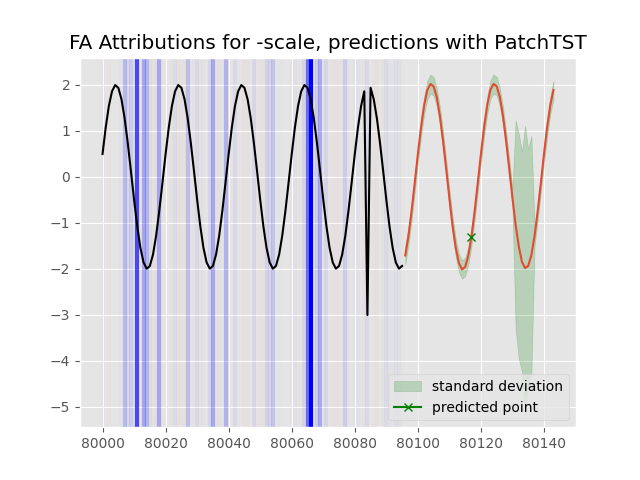 FA Attributions for -scale, predictions with PatchTST
2
1
0
−1
−2
−3
−4
−5
standard deviation
predicted point
80000 80020 80040 80060 80080 80100 80120 80140